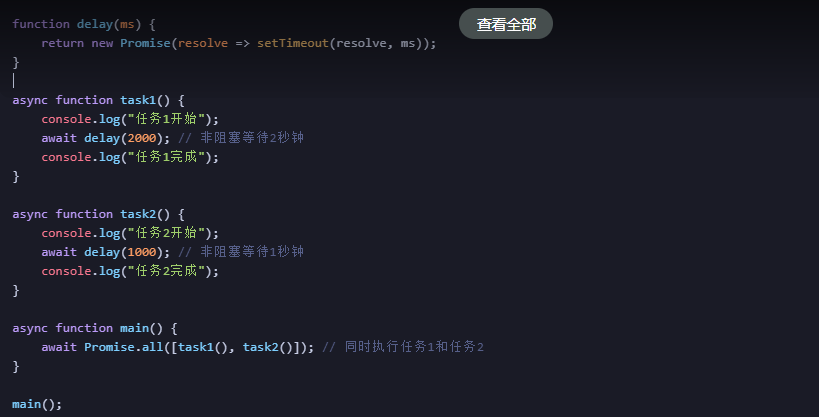 查看全部
function delay(ms) {
    return new Promise(resolve => setTimeout(resolve, ms));
}
async function task1() {
    console.log("任务1开始");
    await delay(2000); // 非阻塞等待2秒钟
    console.log("任务1完成");
}
async function task2() {
    console.log("任务2开始");
    await delay(1000); // 非阻塞等待1秒钟
    console.log("任务2完成");
}
async function main() {
    await Promise.all([task1(), task2()]); // 同时执行任务1和任务2
}
main();